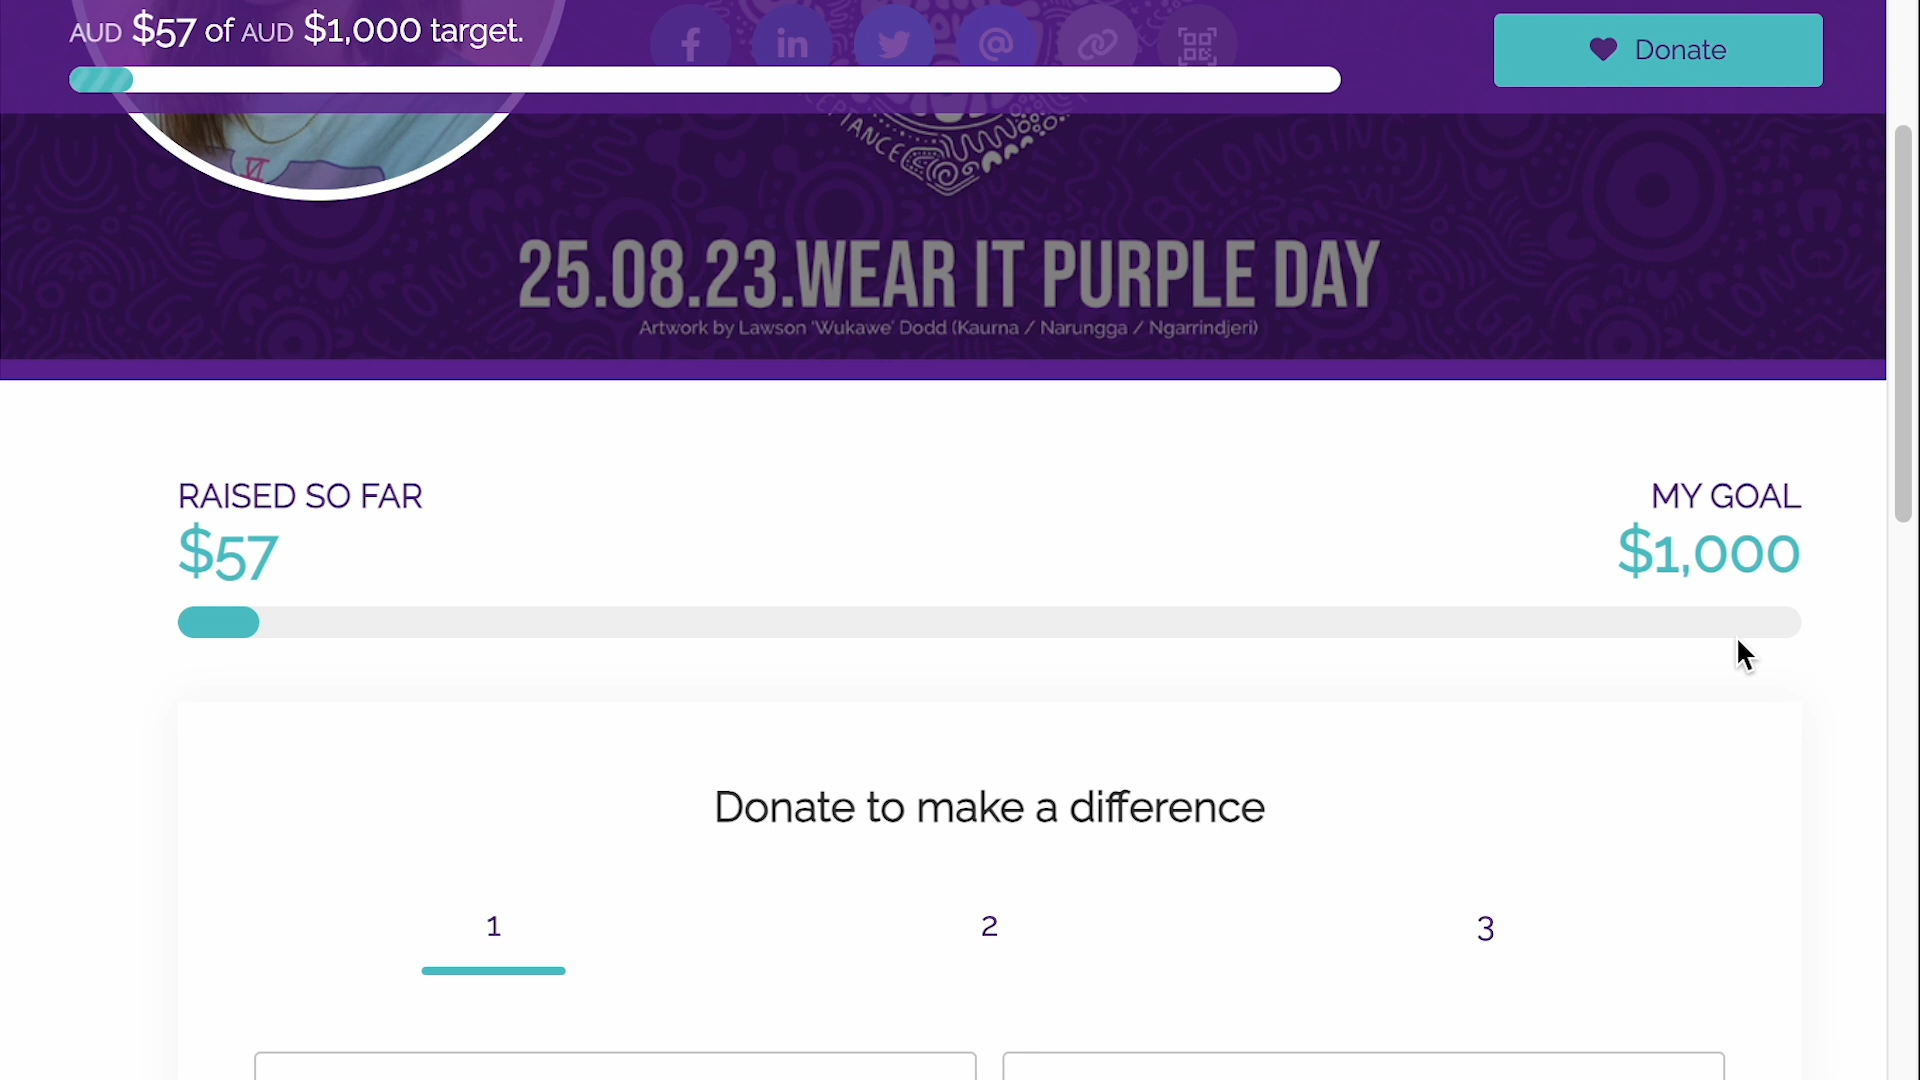 AUD $57 of AUD $1,000 target.
Donate
VI
BELONGING
25.08.23.WEAR IT PURPLE DAY
Artwork by Lawson 'Wukawe' Dodd (Kaurna / Narungga / Ngarrindjeri)
RAISED SO FAR
$57
MY GOAL
$1,000
Donate to make a difference
1
2
3